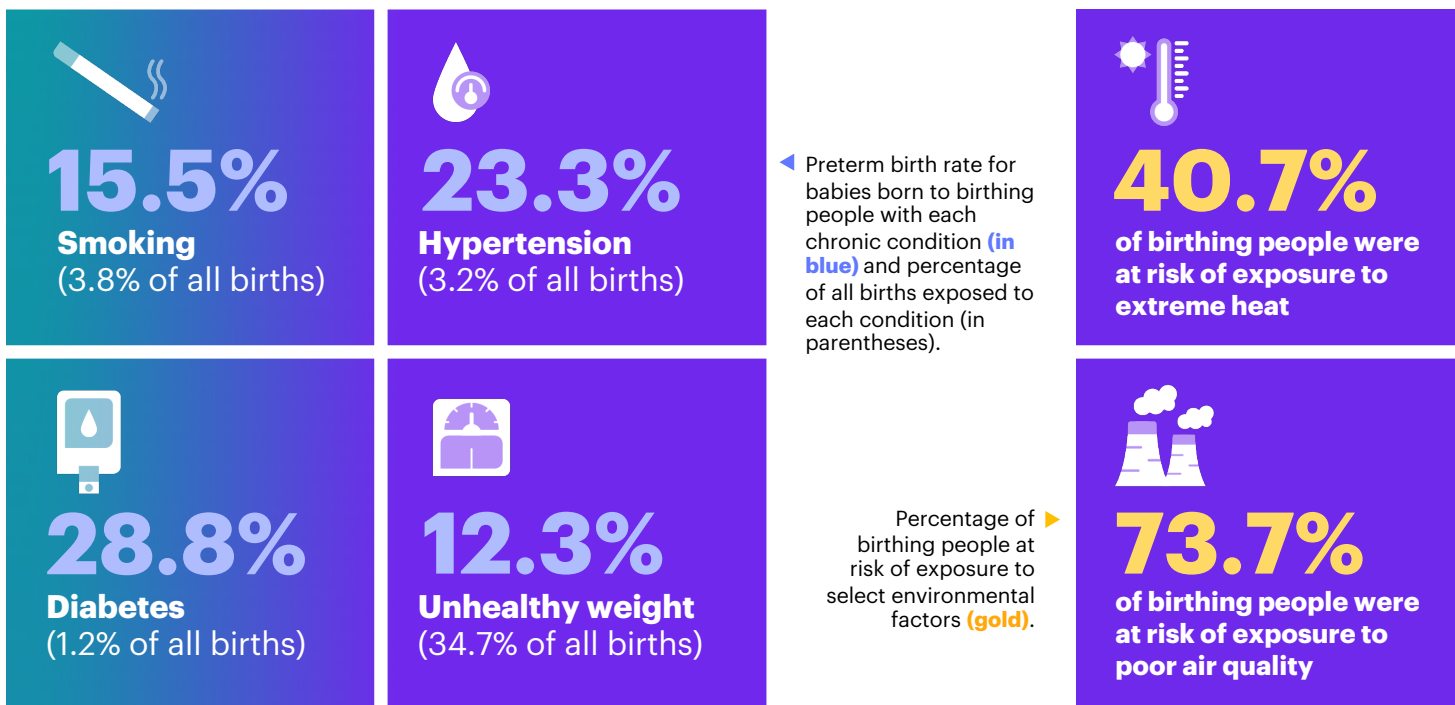 15.5%
Smoking
(3.8% of all births)
23.3%
Hypertension
(3.2% of all births)
Preterm birth rate for
babies born to birthing
people with each
chronic condition (in
blue) and percentage
of all births exposed to
each condition (in
parentheses).
40.7%
of birthing people were
at risk of exposure to
extreme heat
28.8%
Diabetes
(1.2% of all births)
12.3%
Unhealthy weight
(34.7% of all births)
Percentage of
birthing people at
risk of exposure to
select environmental
factors (gold).
73.7%
of birthing people were
at risk of exposure to
poor air quality